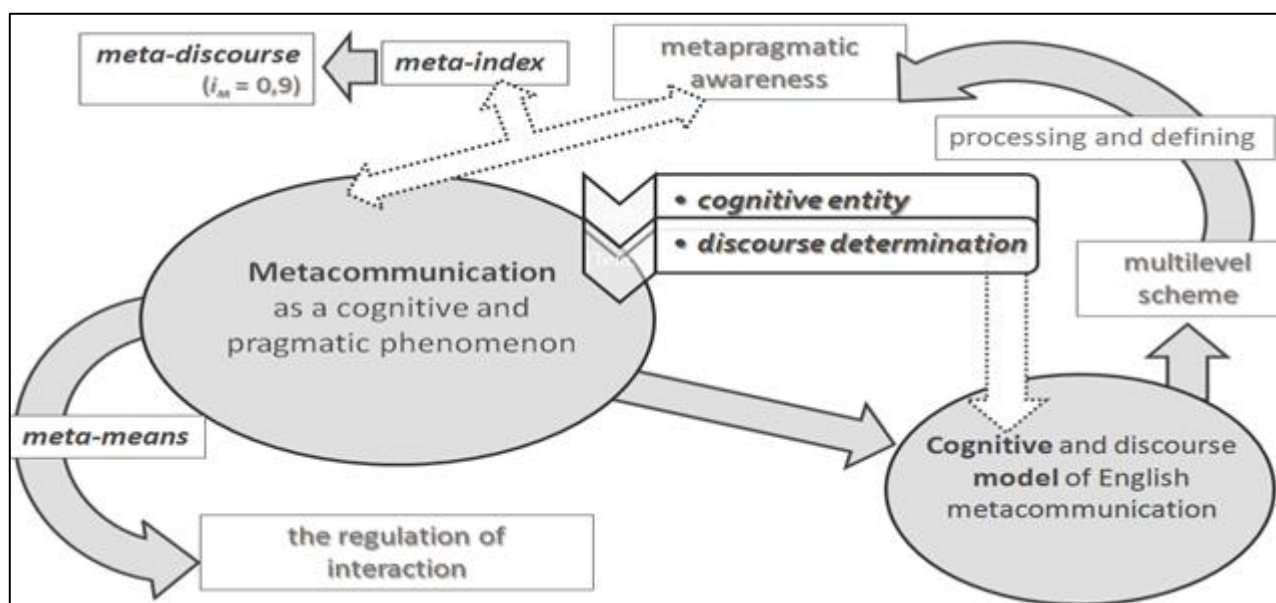 meta-discourse
(iM = 0,9)
meta-index
metapragmatic
awareness
processing and defining
• cognitive entity
• discourse determination
Metacommunication
as a cognitive and
pragmatic phenomenon
multilevel
scheme
meta-means
Cognitive and discourse
model of English
metacommunication
the regulation of
interaction